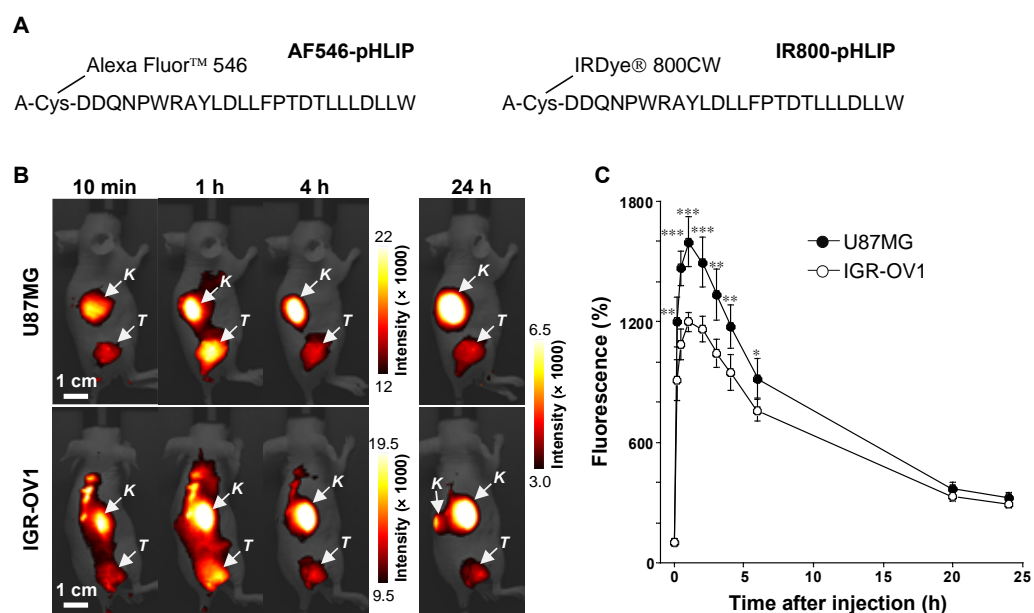 A
AF546-pHLIP
Alexa Fluor™ 546
A-Cys-DDQNPWRAYLDLLFPTDTLLLDLLW
IR800-pHLIP
IRDye® 800CW
A-Cys-DDQNPWRAYLDLLFPTDTLLLDLLW
B
10 min
1 h
4 h
24 h
U87MG
K
T
1 cm
K
T
K
T
22
Intensity (× 1000)
12
K
T
IGR-OV1
K
T
1 cm
K
T
K
T
19.5
Intensity (× 1000)
9.5
K
K
T
6.5
Intensity (× 1000)
3.0
C
Fluorescence (%)
1800
1200
600
0
**
***
***
***
**
**
*
U87MG
IGR-OV1
0 5 10 15 20 25
Time after injection (h)